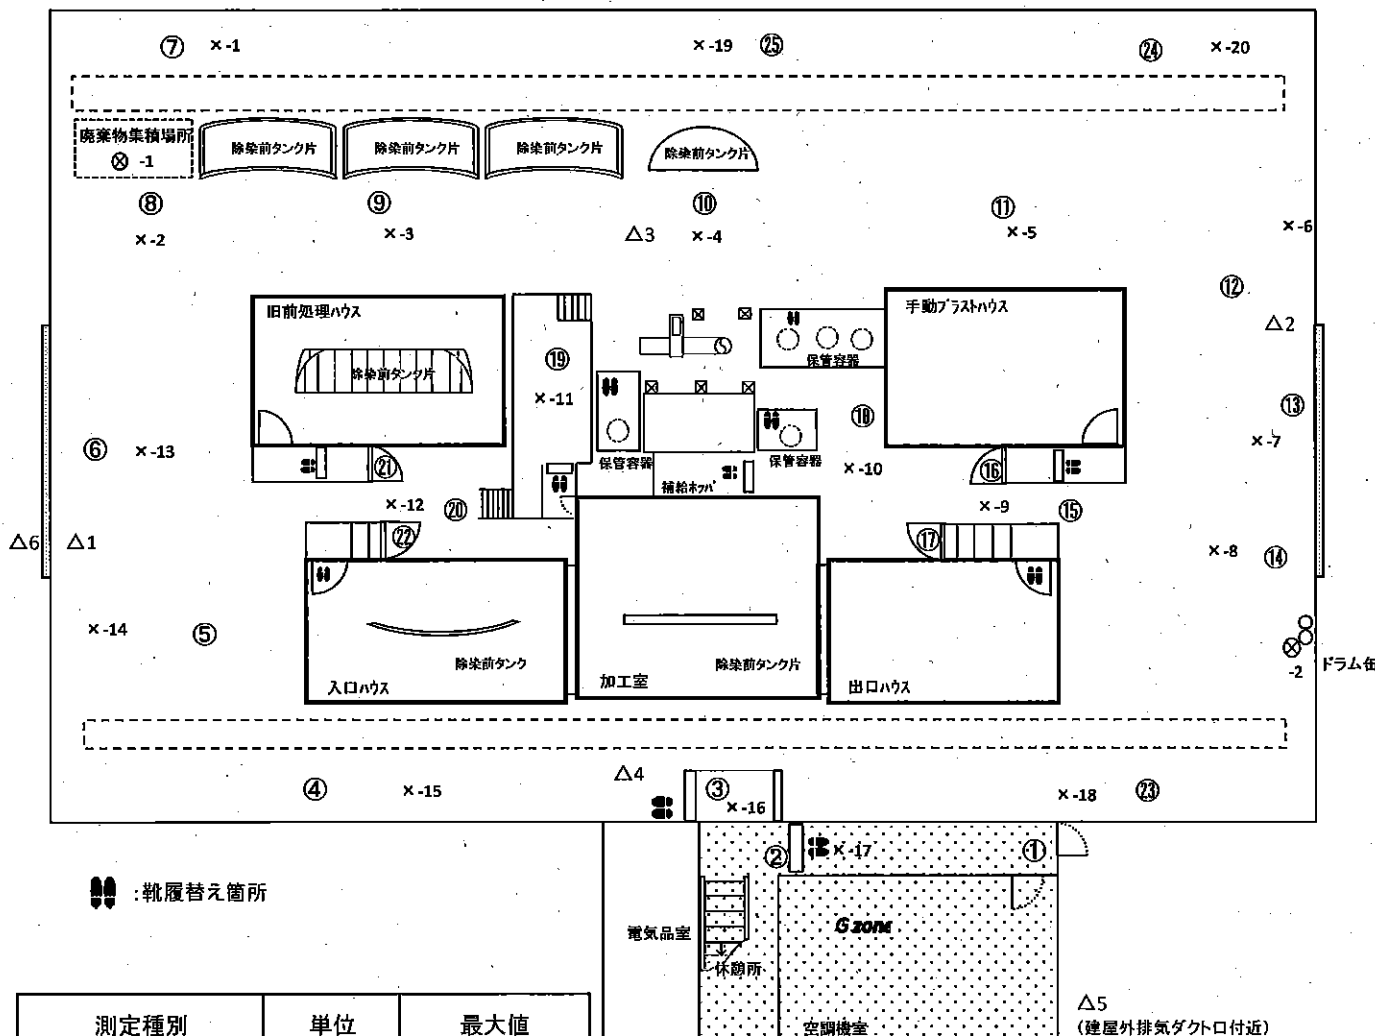 ⑦ ×-1 ×-19 ㉕ ㉔ ×-20
廃棄物集積場所
⊗ -1
除染前タンク片 除染前タンク片 除染前タンク片 除染前タンク片
⑧ ⑨ ⑩ ⑪
×-2 ×-3 △3 ×-4 ×-5 ×-6
⑫
旧前処理ハウス 手動ブラストハウス
△2
⑲ 保管容器
除染前タンク片
×-11 ⑬
⑱
⑥ ×-13 ×-7
㉑ 保管容器 保管容器 ×-10 ⑯
補給ホッパ
×-12 ⑳ ×-9 ⑮
△6 △1 ㉒ ⑰ ×-8 ⑭
×-14 ⑤
除染前タンク 除染前タンク片 ⊗
-2 ドラム缶
入口ハウス 加工室 出口ハウス
④ ×-15 △4 ③ ×-16 ×-18 ㉓
② ×-17 ①
:靴履替え箇所
電気品室 G zone
休憩所
測定種別 単位 最大値
空調機室
△5
(建屋外排気ダクト口付近)